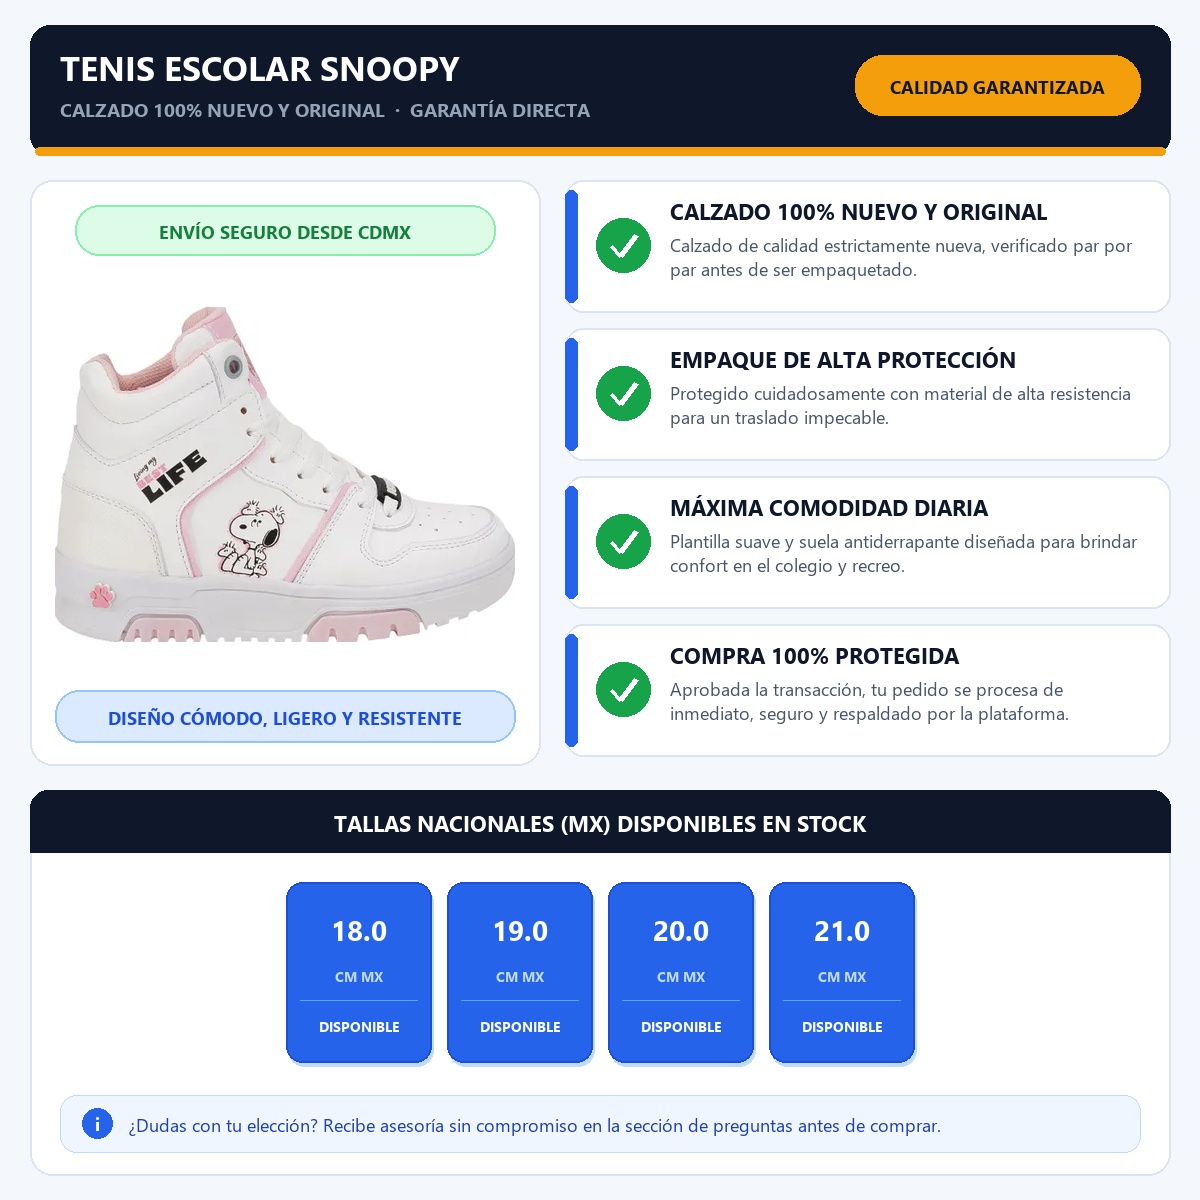 TENIS ESCOLAR SNOOPY
CALZADO 100% NUEVO Y ORIGINAL · GARANTÍA DIRECTA
CALIDAD GARANTIZADA
ENVÍO SEGURO DESDE CDMX
Living my
BEST
LIFE
DISEÑO CÓMODO, LIGERO Y RESISTENTE
CALZADO 100% NUEVO Y ORIGINAL
Calzado de calidad estrictamente nueva, verificado par por
par antes de ser empaquetado.
EMPAQUE DE ALTA PROTECCIÓN
Protegido cuidadosamente con material de alta resistencia
para un traslado impecable.
MÁXIMA COMODIDAD DIARIA
Plantilla suave y suela antiderrapante diseñada para brindar
confort en el colegio y recreo.
COMPRA 100% PROTEGIDA
Aprobada la transacción, tu pedido se procesa de
inmediato, seguro y respaldado por la plataforma.
TALLAS NACIONALES (MX) DISPONIBLES EN STOCK
18.0
CM MX
DISPONIBLE
19.0
CM MX
DISPONIBLE
20.0
CM MX
DISPONIBLE
21.0
CM MX
DISPONIBLE
¿Dudas con tu elección? Recibe asesoría sin compromiso en la sección de preguntas antes de comprar.